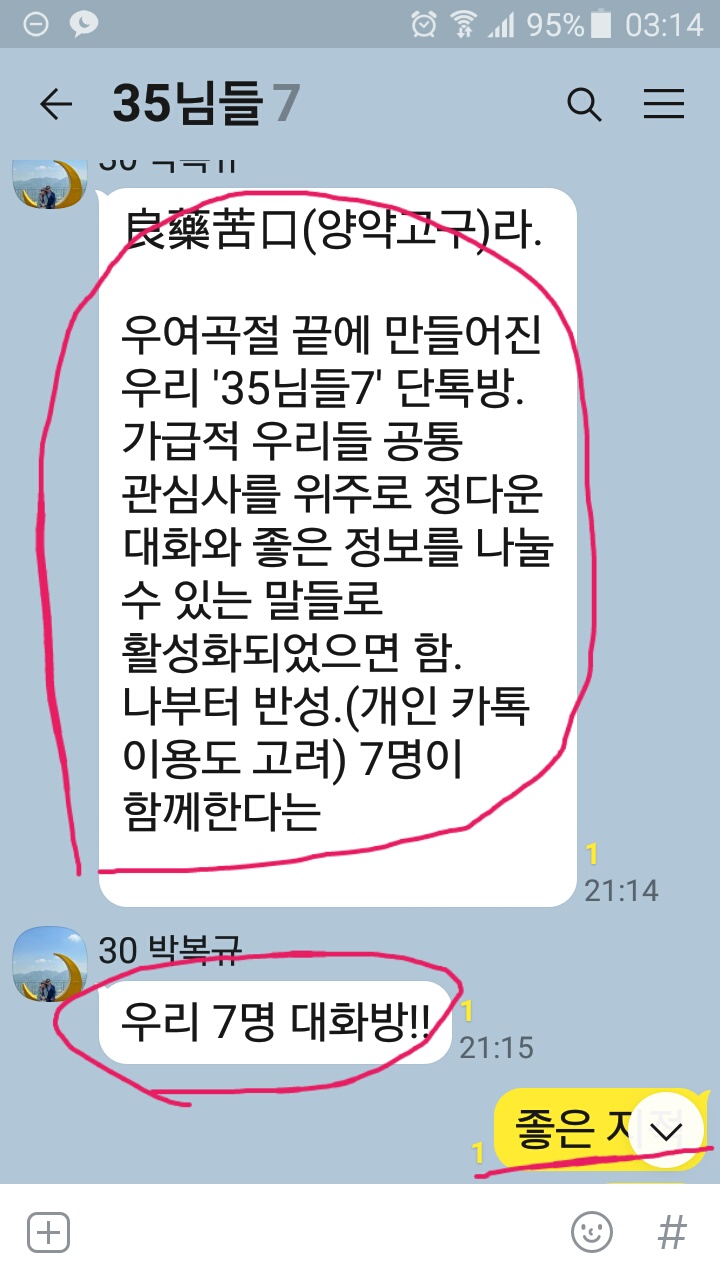 95% 03:14
35님들 7
良藥苦口(양약고구)라.
우여곡절 끝에 만들어진
우리 '35님들7' 단톡방.
가급적 우리들 공통
관심사를 위주로 정다운
대화와 좋은 정보를 나눌
수 있는 말들로
활성화되었으면 함.
나부터 반성.(개인 카톡
이용도 고려) 7명이
함께한다는
1
21:14
30 박복규
우리 7명 대화방!!
1
21:15
좋은
1
#